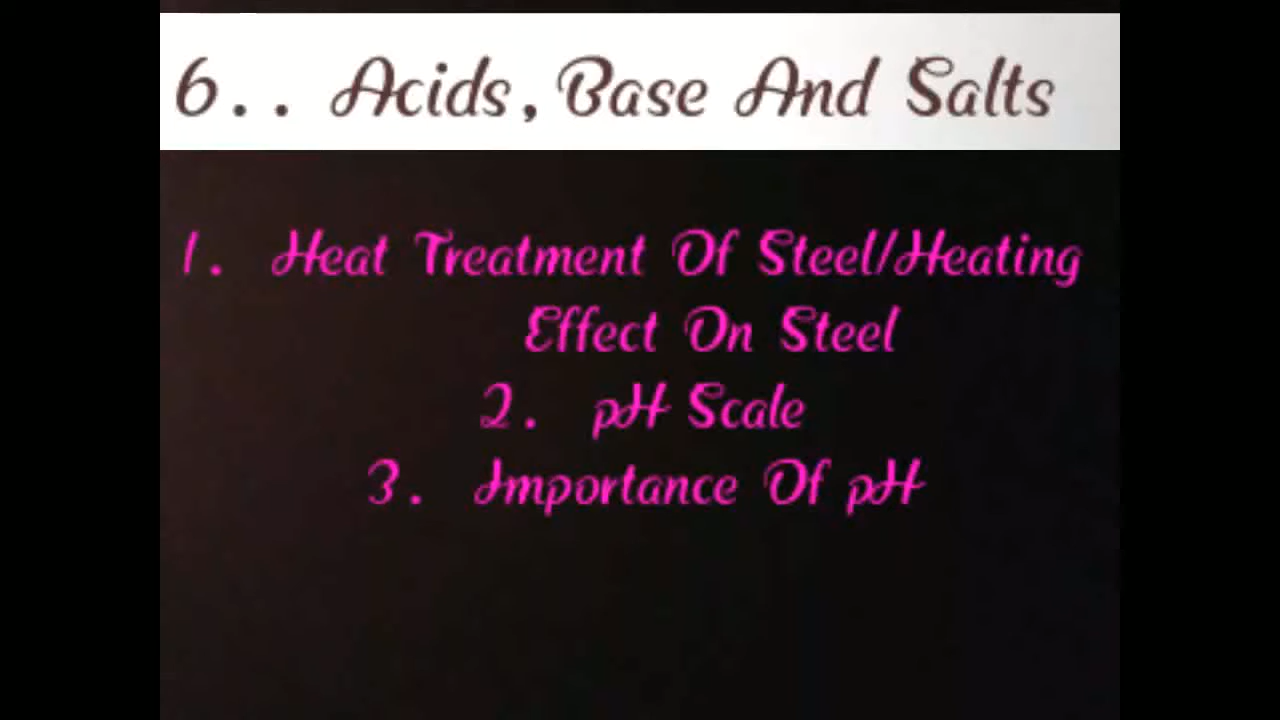 6.. Acids, Base And Salts
1. Heat Treatment Of Steel/Heating
Effect On Steel
2. pH Scale
3. Importance Of pH